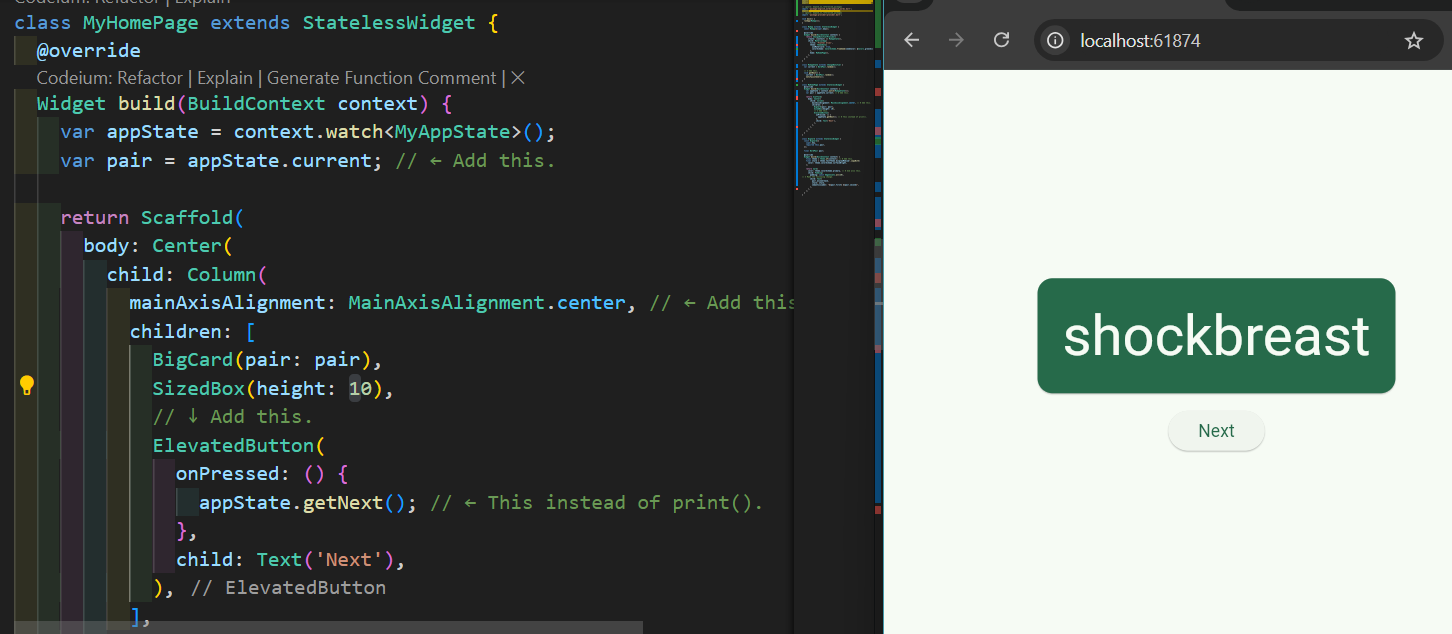 Codeium: Refactor | Explain
class MyHomePage extends StatelessWidget {
@override
Codeium: Refactor | Explain | Generate Function Comment | ×
Widget build(BuildContext context) {
var appState = context.watch<MyAppState>();
var pair = appState.current; // ← Add this.
return Scaffold(
body: Center(
child: Column(
mainAxisAlignment: MainAxisAlignment.center, // ← Add this
children: [
BigCard(pair: pair),
SizedBox(height: 10),
// ↓ Add this.
ElevatedButton(
onPressed: () {
appState.getNext(); // ← This instead of print().
},
child: Text('Next'),
), // ElevatedButton
],
localhost:61874
shockbreast
Next